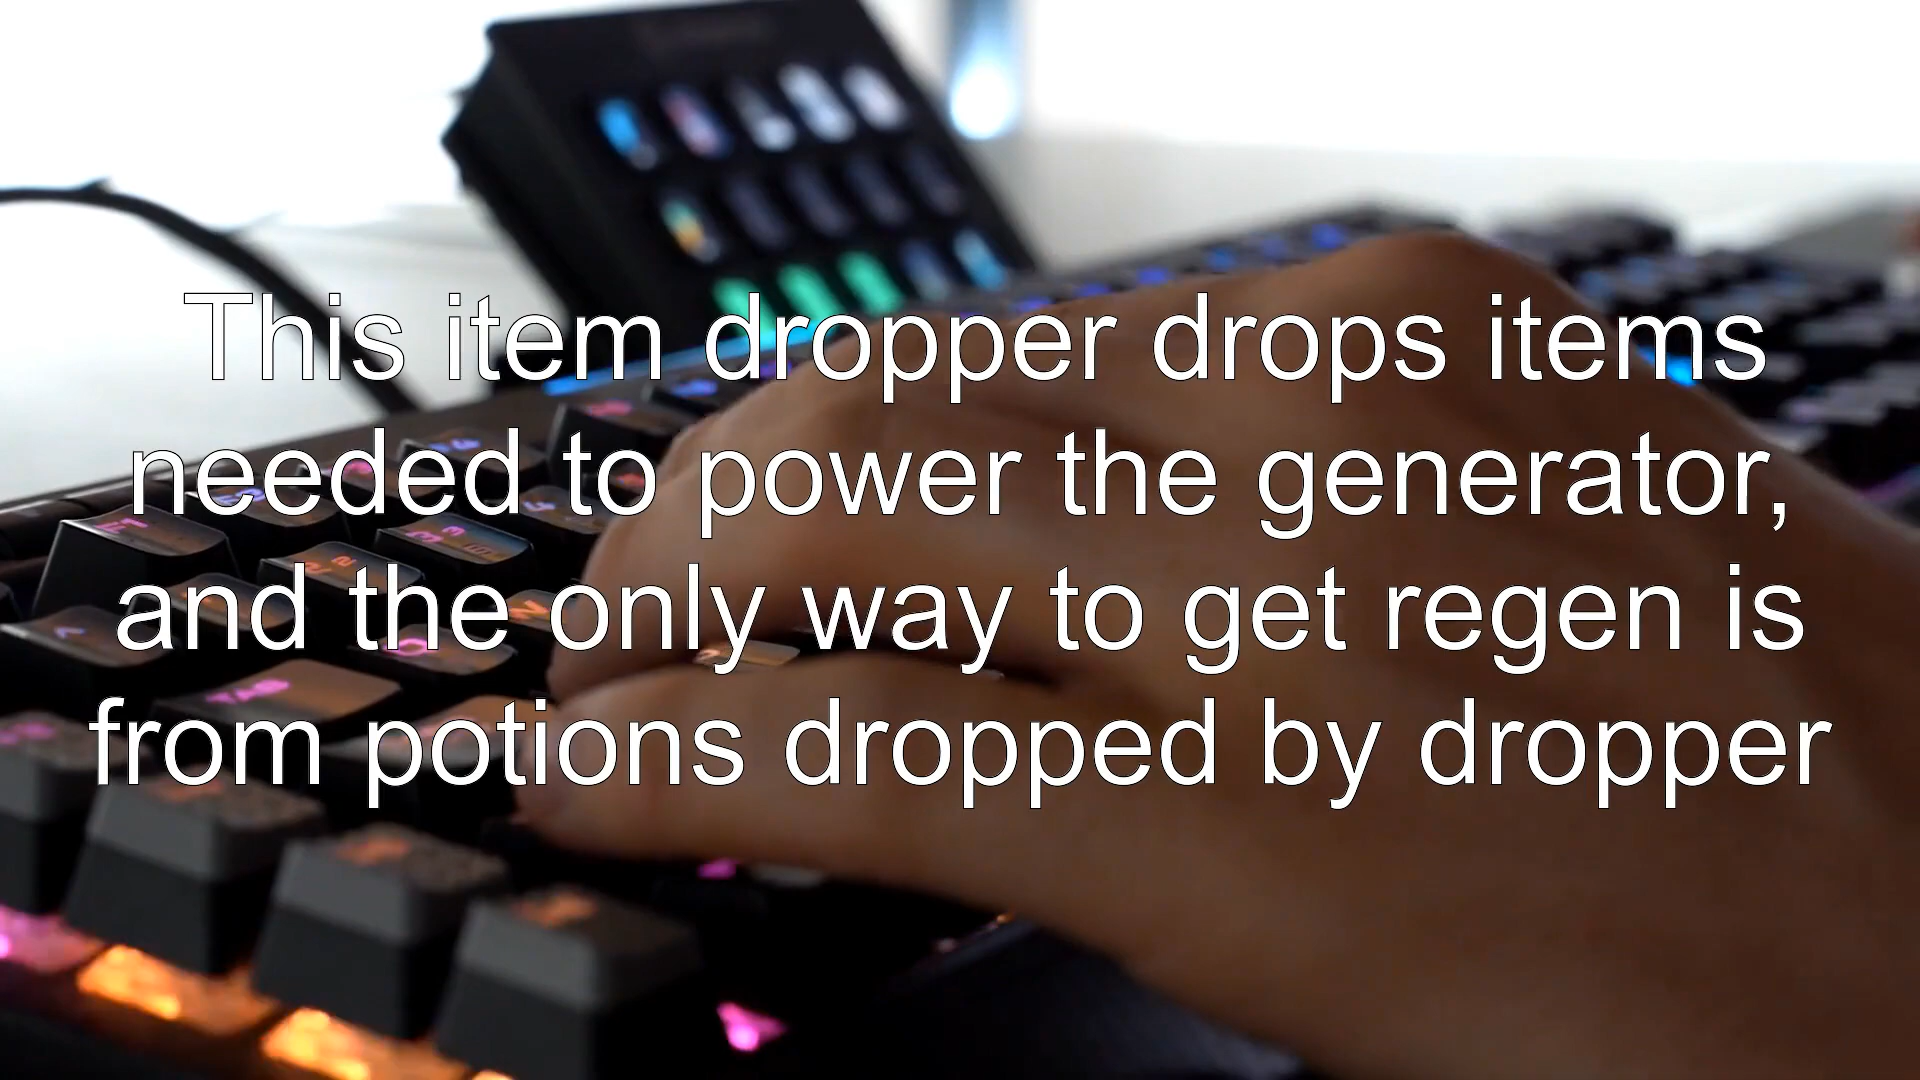 This item dropper drops items
needed to power the generator,
and the only way to get regen is
from potions dropped by dropper
TAB